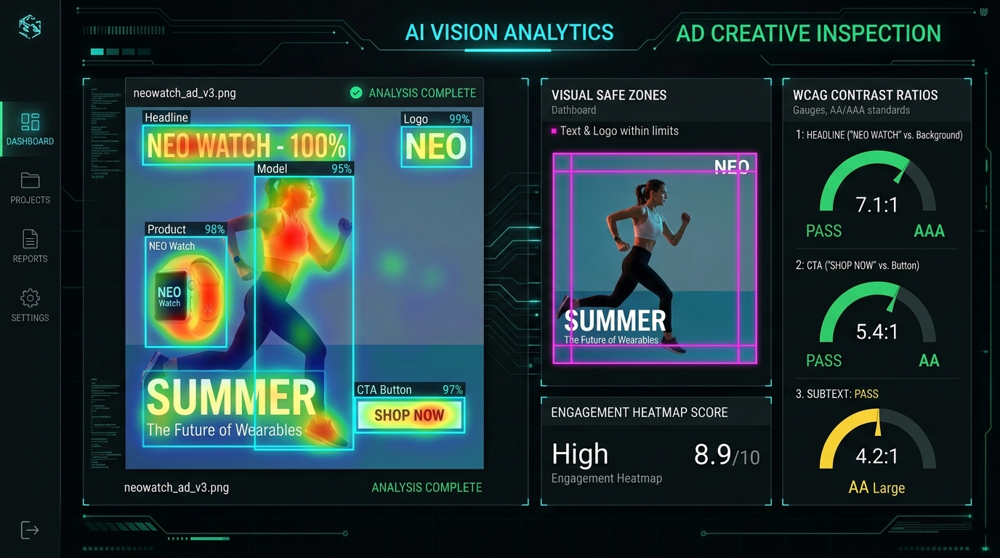 AI VISION ANALYTICS
AD CREATIVE INSPECTION
DASHBOARD
PROJECTS
REPORTS
SETTINGS
neowatch_ad_v3.png
ANALYSIS COMPLETE
Headline
NEO WATCH - 100%
Logo 99%
NEO
Model 95%
Product 98%
NEO Watch
NEO
Watch
SUMMER
The Future of Wearables
CTA Button 97%
SHOP NOW
neowatch_ad_v3.png
ANALYSIS COMPLETE
VISUAL SAFE ZONES
Dathboard
Text & Logo within limits
NEO
SUMMER
The Future of Wearables
ENGAGEMENT HEATMAP SCORE
High 8.9/10
Engagement Heatmap
WCAG CONTRAST RATIOS
Gauges, AA/AAA standards
1: HEADLINE ("NEO WATCH" vs. Background)
7.1:1
PASS AAA
2: CTA ("SHOP NOW" vs. Button)
5.4:1
PASS AA
3. SUBTEXT: PASS
4.2:1
AA Large